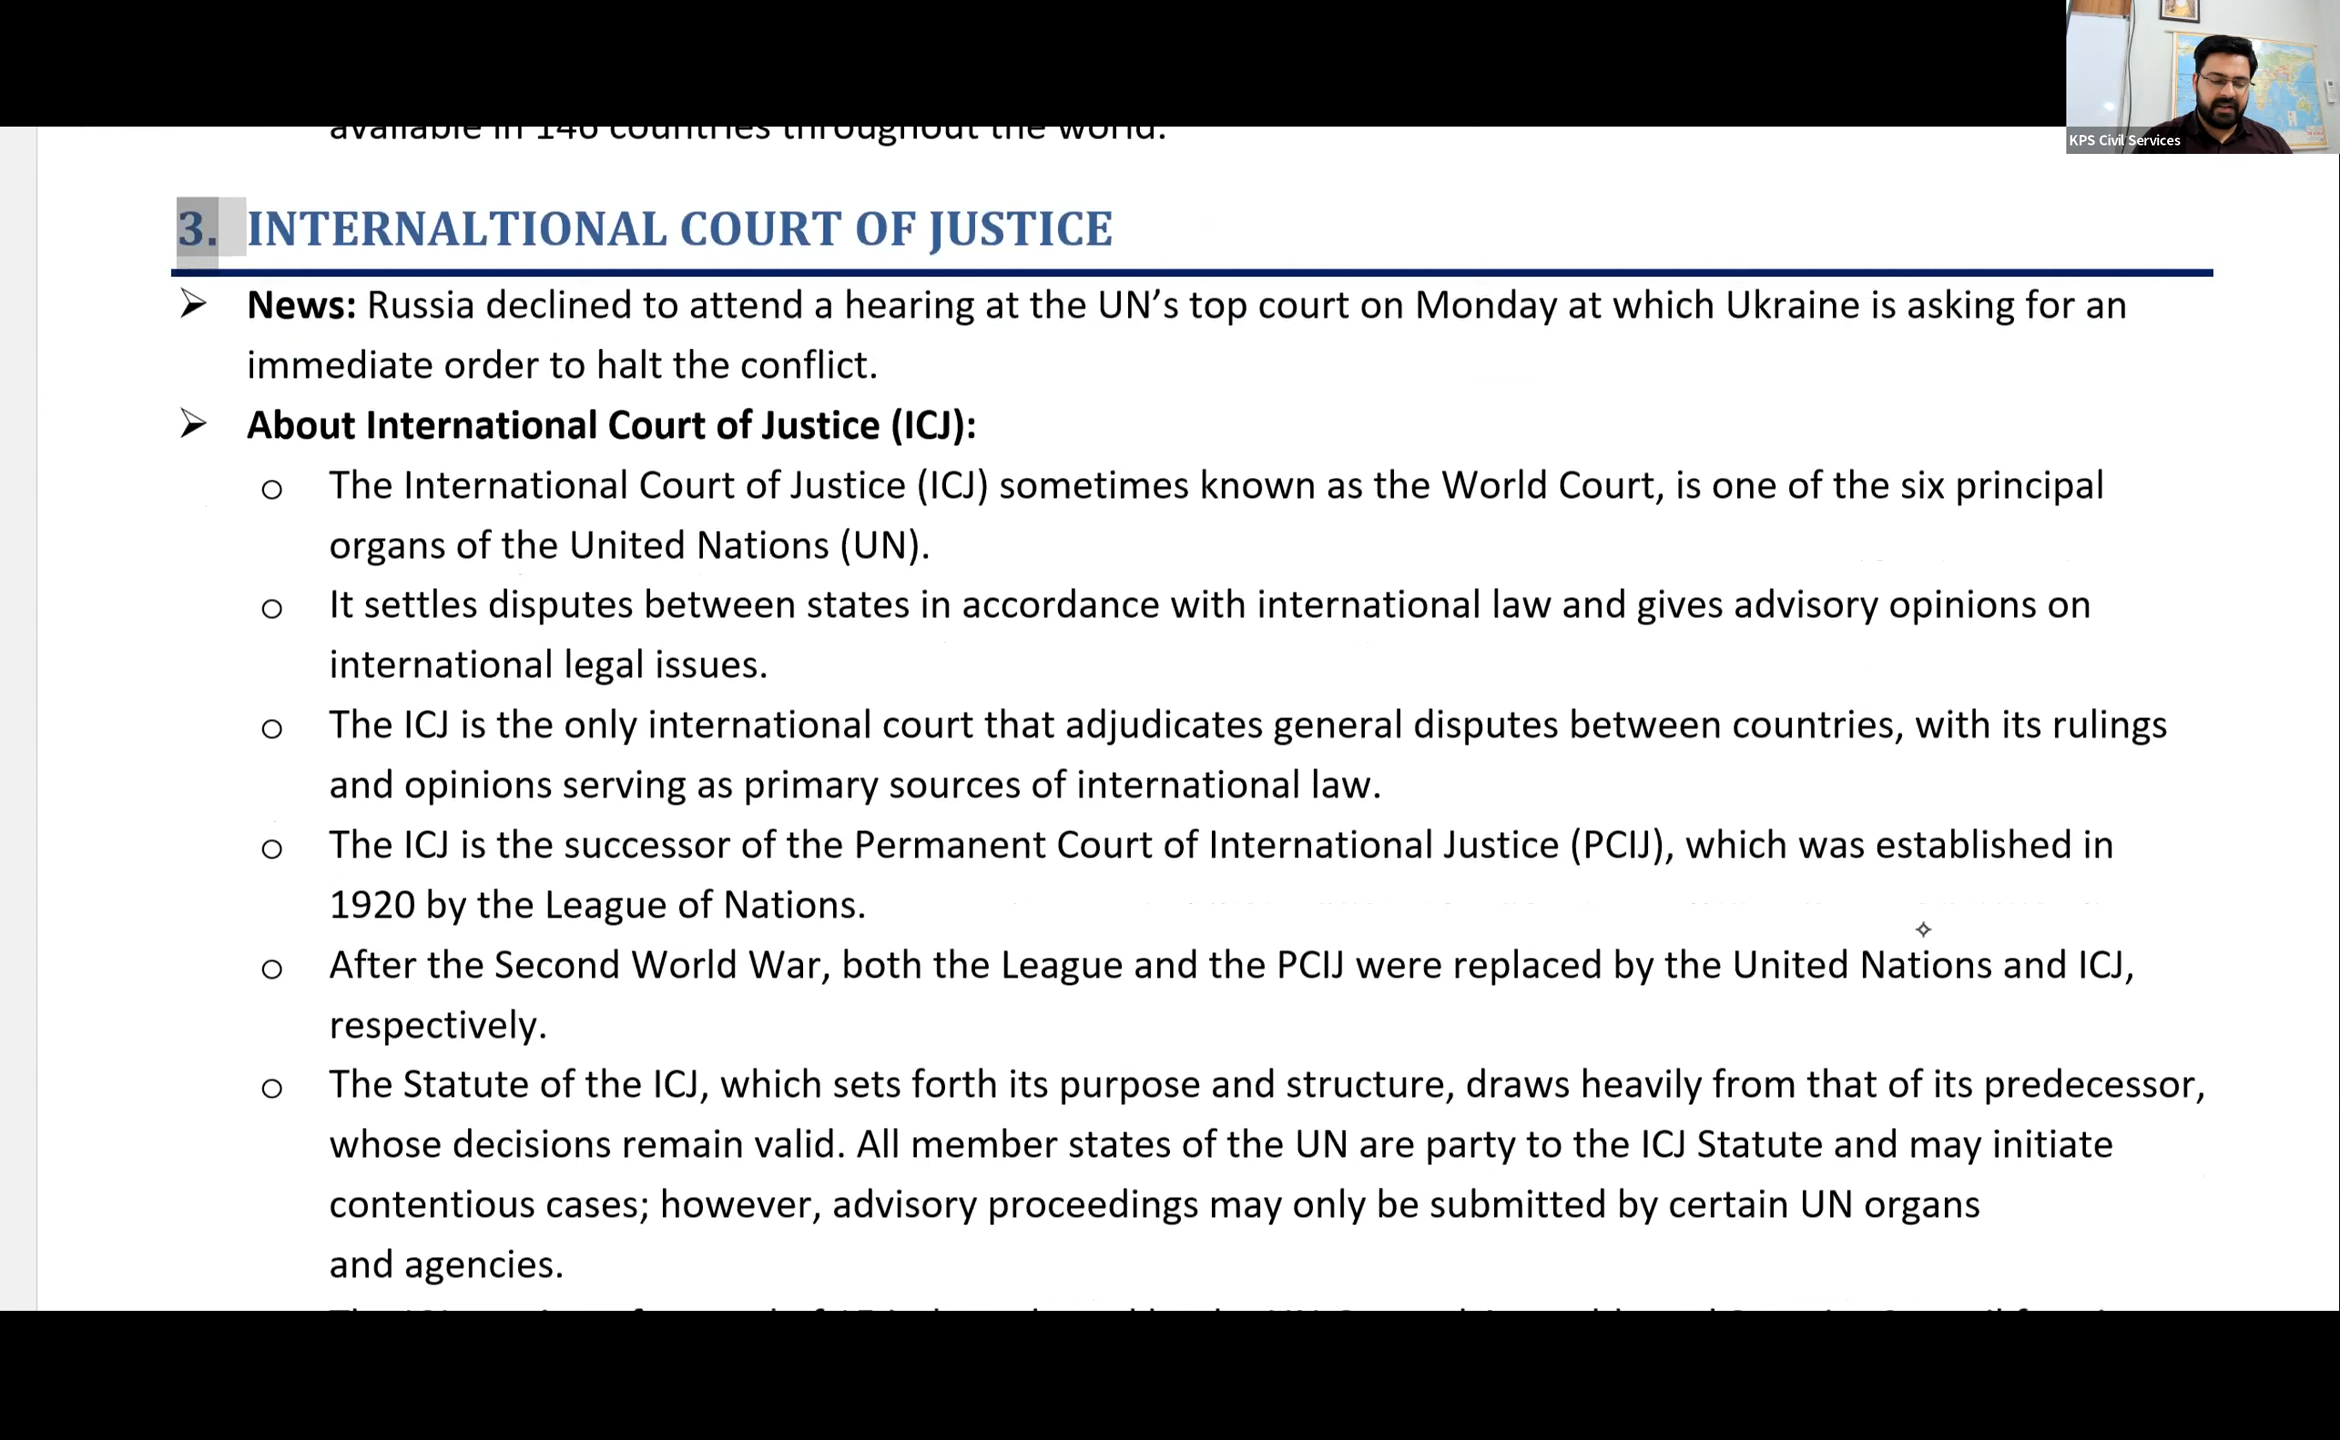 KPS Civil Services
available in 146 countries throughout the world.
3. INTERNALTIONAL COURT OF JUSTICE
➢ News: Russia declined to attend a hearing at the UN’s top court on Monday at which Ukraine is asking for an
immediate order to halt the conflict.
➢ About International Court of Justice (ICJ):
o The International Court of Justice (ICJ) sometimes known as the World Court, is one of the six principal
organs of the United Nations (UN).
o It settles disputes between states in accordance with international law and gives advisory opinions on
international legal issues.
o The ICJ is the only international court that adjudicates general disputes between countries, with its rulings
and opinions serving as primary sources of international law.
o The ICJ is the successor of the Permanent Court of International Justice (PCIJ), which was established in
1920 by the League of Nations.
o After the Second World War, both the League and the PCIJ were replaced by the United Nations and ICJ,
respectively.
o The Statute of the ICJ, which sets forth its purpose and structure, draws heavily from that of its predecessor,
whose decisions remain valid. All member states of the UN are party to the ICJ Statute and may initiate
contentious cases; however, advisory proceedings may only be submitted by certain UN organs
and agencies.